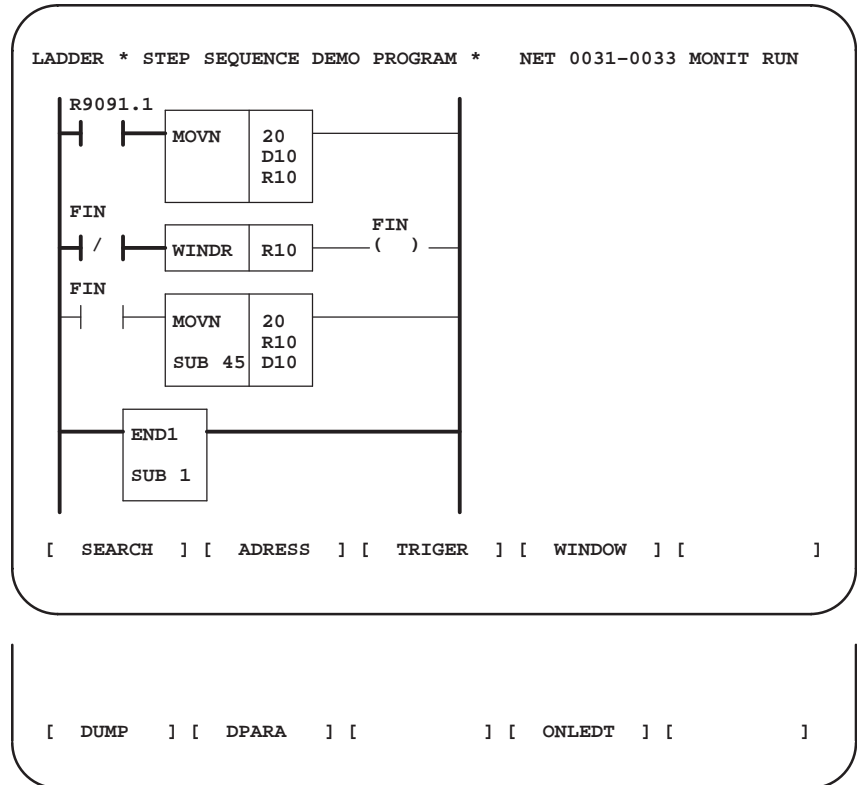 LADDER * STEP SEQUENCE DEMO PROGRAM * NET 0031-0033 MONIT RUN
R9091.1
MOVN 20
D10
R10
FIN
FIN
/ WINDR R10 ( )
FIN
MOVN 20
R10
SUB 45 D10
END1
SUB 1
[ SEARCH ] [ ADRESS ] [ TRIGER ] [ WINDOW ] [ ]
[ DUMP ] [ DPARA ] [ ] [ ONLEDT ] [ ]